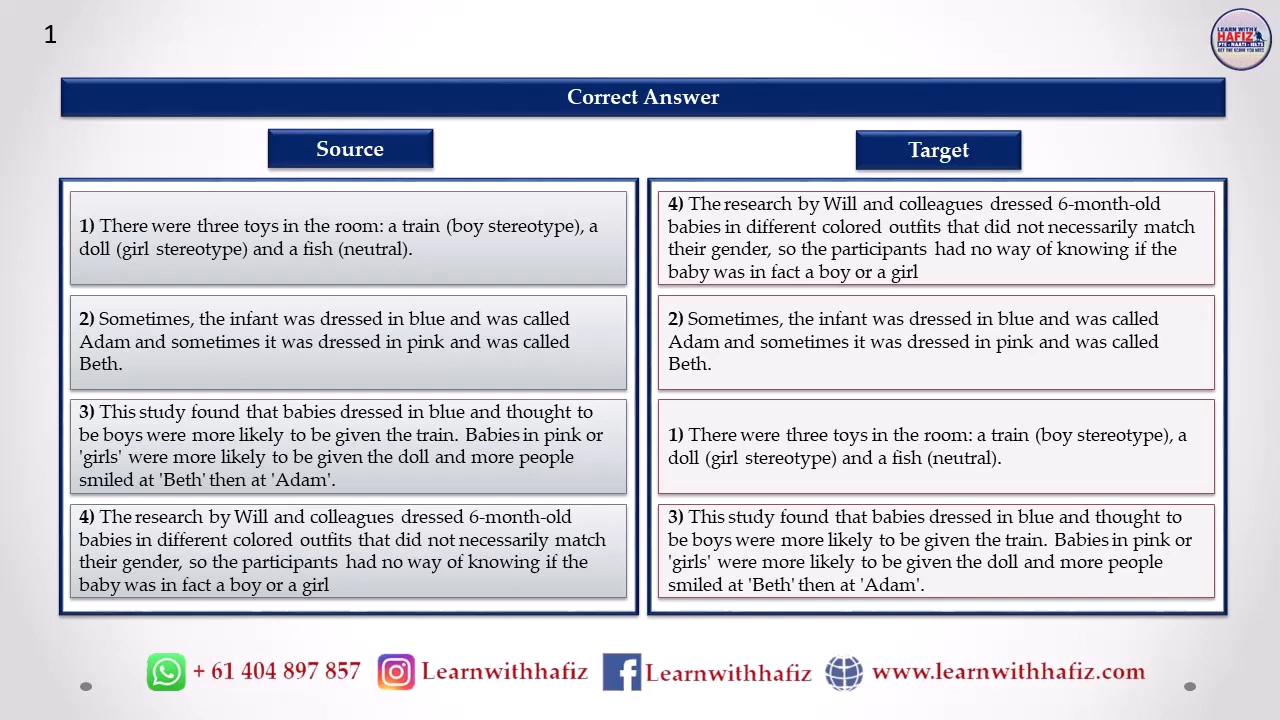 1
LEARN WITH
HAFIZ
PTE - NAATI - IELTS
GET THE SCORE YOU NEED
Correct Answer
Source
Target
1) There were three toys in the room: a train (boy stereotype), a
doll (girl stereotype) and a fish (neutral).
2) Sometimes, the infant was dressed in blue and was called
Adam and sometimes it was dressed in pink and was called
Beth.
3) This study found that babies dressed in blue and thought to
be boys were more likely to be given the train. Babies in pink or
'girls' were more likely to be given the doll and more people
smiled at 'Beth' then at 'Adam'.
4) The research by Will and colleagues dressed 6-month-old
babies in different colored outfits that did not necessarily match
their gender, so the participants had no way of knowing if the
baby was in fact a boy or a girl
4) The research by Will and colleagues dressed 6-month-old
babies in different colored outfits that did not necessarily match
their gender, so the participants had no way of knowing if the
baby was in fact a boy or a girl
2) Sometimes, the infant was dressed in blue and was called
Adam and sometimes it was dressed in pink and was called
Beth.
1) There were three toys in the room: a train (boy stereotype), a
doll (girl stereotype) and a fish (neutral).
3) This study found that babies dressed in blue and thought to
be boys were more likely to be given the train. Babies in pink or
'girls' were more likely to be given the doll and more people
smiled at 'Beth' then at 'Adam'.
+ 61 404 897 857
Learnwithhafiz
Learnwithhafiz
www.learnwithhafiz.com